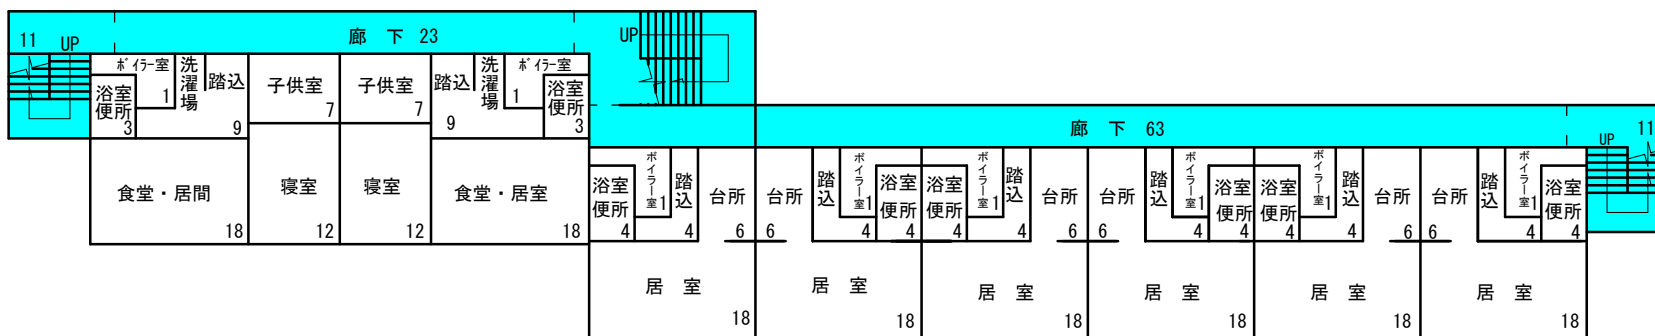 11 UP
廊 下 23
UP
ボイラー室
1
浴室
便所
3
洗濯場
踏込
9
子供室
7
子供室
7
踏込
9
洗濯場
ボイラー室
1
浴室
便所
3
食堂・居間
18
寝室
12
寝室
12
食堂・居室
18
廊 下 63
UP
11
浴室
便所
4
ボイラー室
1
踏込
4
台所
6
居 室
18
台所
6
踏込
4
ボイラー室
1
浴室
便所
4
居 室
18
浴室
便所
4
ボイラー室
1
踏込
4
台所
6
居 室
18
台所
6
踏込
4
ボイラー室
1
浴室
便所
4
居 室
18
浴室
便所
4
ボイラー室
1
踏込
4
台所
6
居 室
18
台所
6
踏込
4
ボイラー室
1
浴室
便所
4
居 室
18